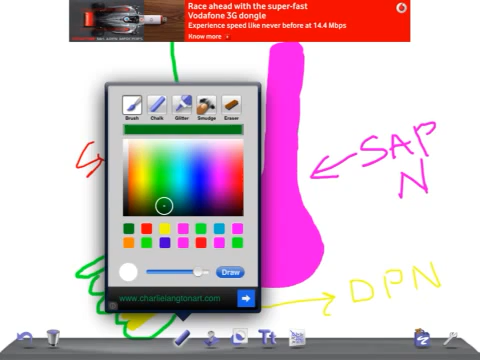 Race ahead with the super-fast
Vodafone 3G dongle
Experience speed like never before at 14.4 Mbps
Know more
Brush Chalk Glitter Smudge Eraser
S
SAP
N
Draw
DPN
www.charlielangtonart.com
Tt